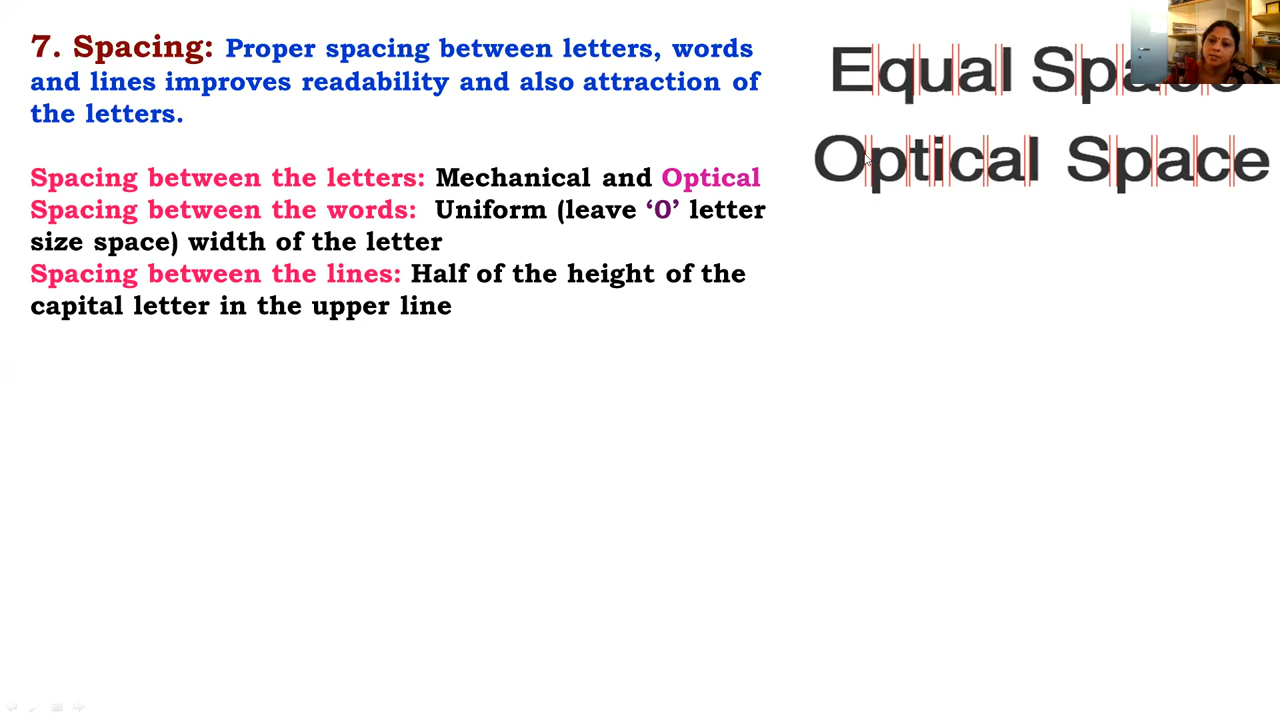 7. Spacing: Proper spacing between letters, words
and lines improves readability and also attraction of
the letters.
Spacing between the letters: Mechanical and Optical
Spacing between the words: Uniform (leave ‘0’ letter
size space) width of the letter
Spacing between the lines: Half of the height of the
capital letter in the upper line
Equal Space
Optical Space